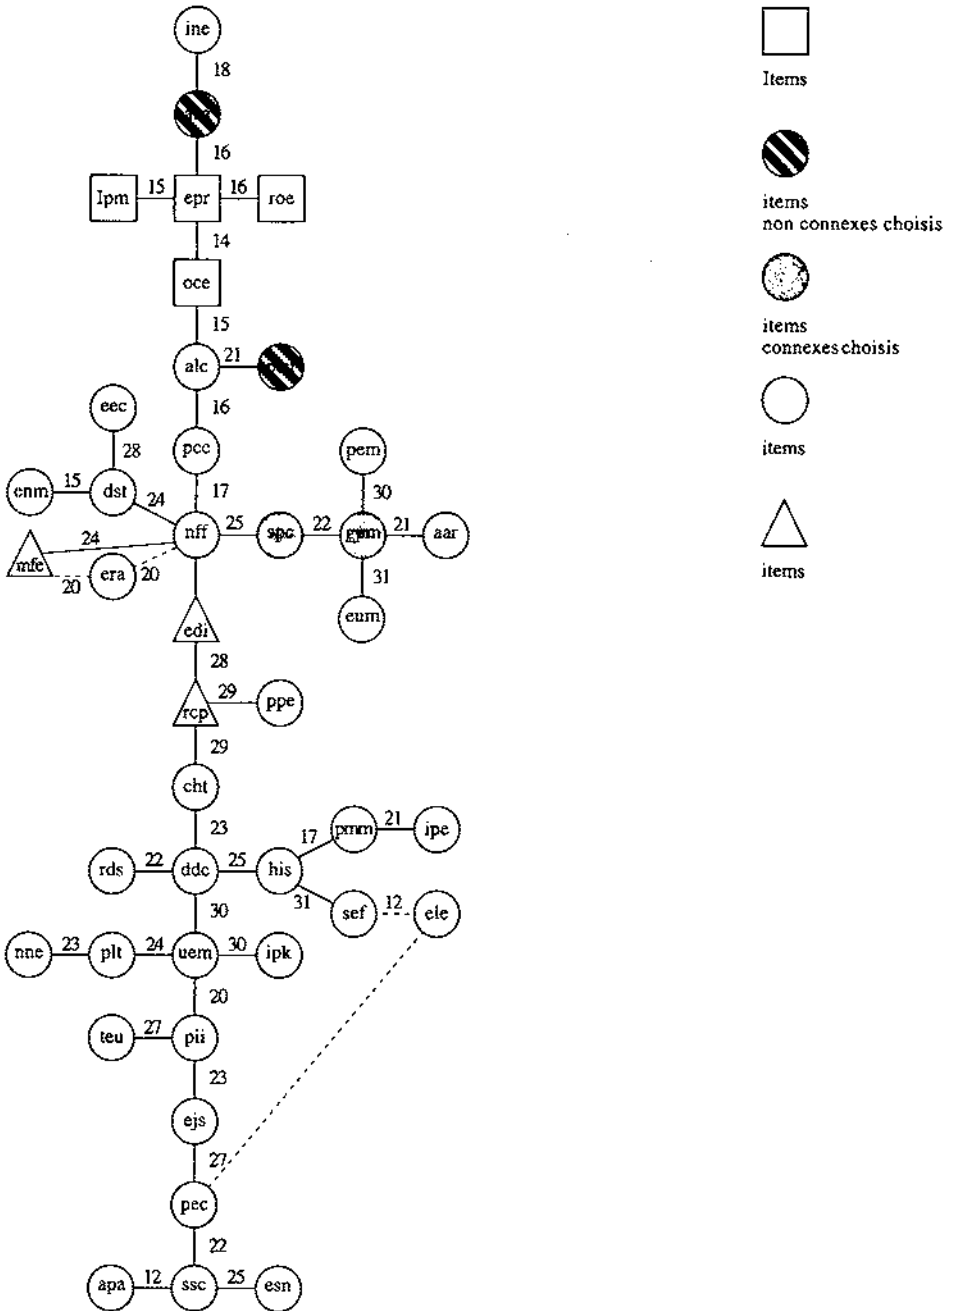 ine
18
16
Ipm
15
epr
16
roe
14
oce
15
alc
21
16
eec
28
pcc
pem
30
enm
15
dst
24
17
nff
25
spc
22
21
aar
mfe
24
20
era
20
31
eum
edi
28
rcp
29
ppe
29
cht
23
pmm
21
ipe
17
rds
22
ddc
25
his
31
sef
12
ele
30
nne
23
plt
24
uem
30
ipk
20
teu
27
pii
23
ejs
27
pec
22
apa
12
ssc
25
esn
Items
items
non connexes choisis
items
connexes choisis
items
items